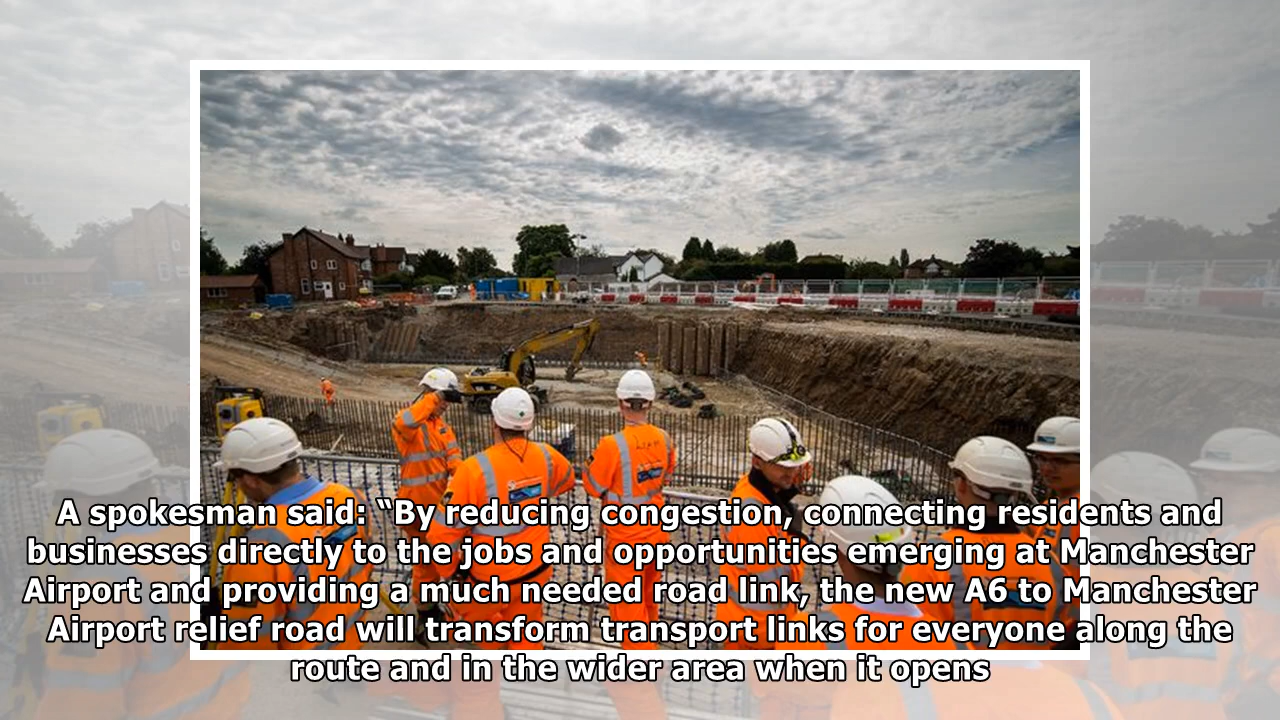 A spokesman said: “By reducing congestion, connecting residents and
businesses directly to the jobs and opportunities emerging at Manchester
Airport and providing a much needed road link, the new A6 to Manchester
Airport relief road will transform transport links for everyone along the
route and in the wider area when it opens